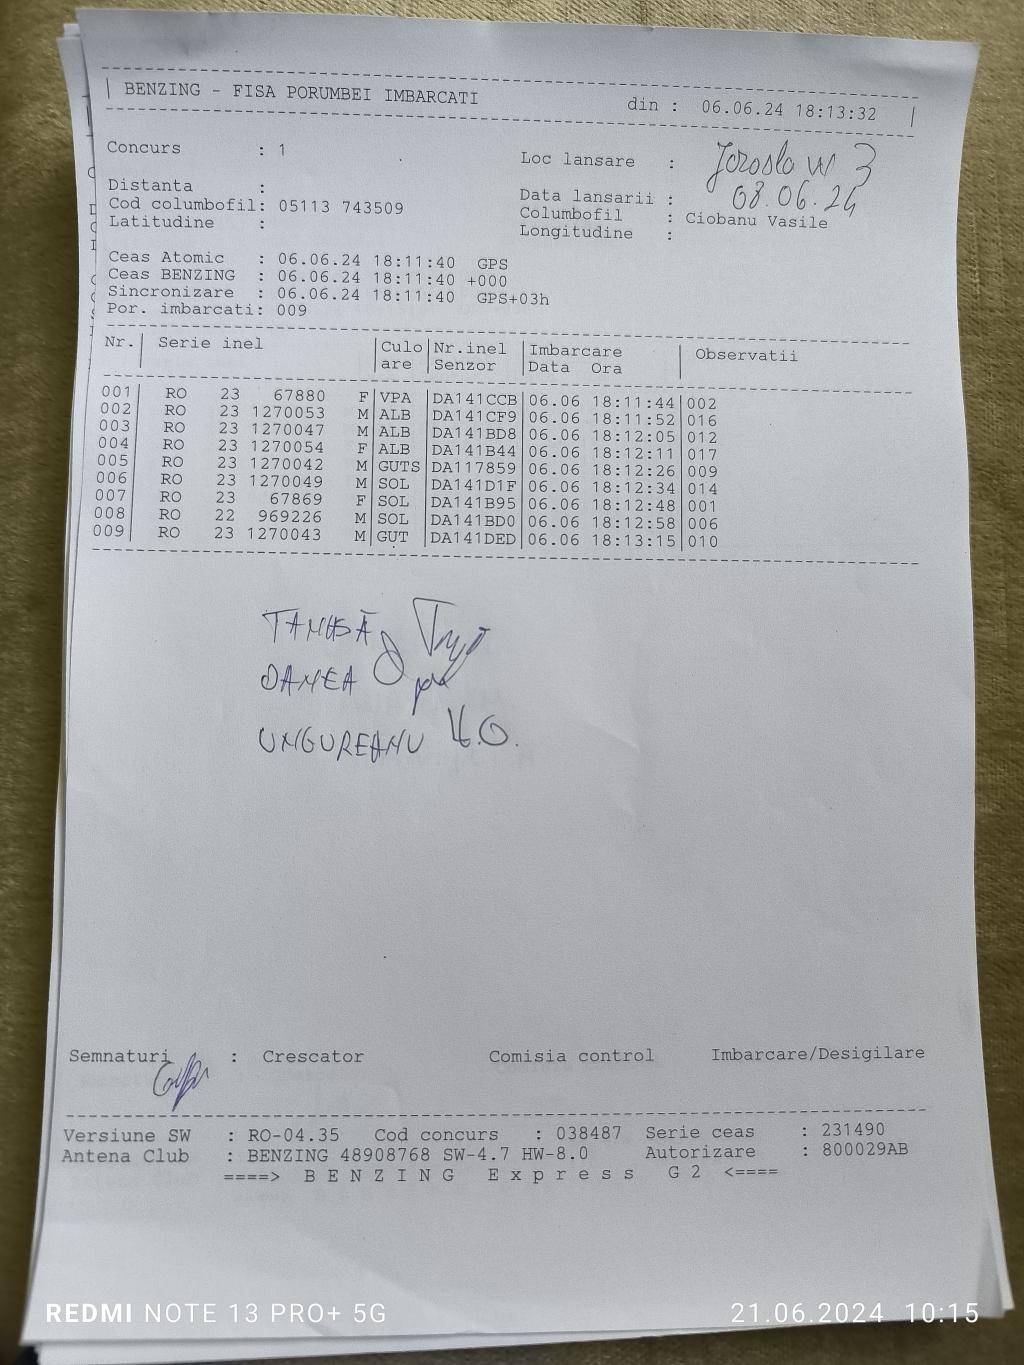 BENZING - FISA PORUMBEI IMBARCATI din : 06.06.24 18:13:32
Concurs : 1
Loc lansare : Jaroslaw 3
Distanta :
Data lansarii : 08.06.24
Cod columbofil: 05113 743509
Columbofil : Ciobanu Vasile
Latitudine :
Longitudine :
Ceas Atomic : 06.06.24 18:11:40 GPS
Ceas BENZING : 06.06.24 18:11:40 +000
Sincronizare : 06.06.24 18:11:40 GPS+03h
Por. imbarcati: 009
Nr. Serie inel Culo Nr.inel Imbarcare Observatii
are Senzor Data Ora
001 RO 23 67880 F VPA DA141CCB 06.06 18:11:44 002
002 RO 23 1270053 M ALB DA141CF9 06.06 18:11:52 016
003 RO 23 1270047 M ALB DA141BD8 06.06 18:12:05 012
004 RO 23 1270054 F ALB DA141B44 06.06 18:12:11 017
005 RO 23 1270042 M GUTS DA117859 06.06 18:12:26 009
006 RO 23 1270049 M SOL DA141D1F 06.06 18:12:34 014
007 RO 23 67869 F SOL DA141B95 06.06 18:12:48 001
008 RO 22 969226 M SOL DA141BD0 06.06 18:12:58 006
009 RO 23 1270043 M GUT DA141DED 06.06 18:13:15 010
TANASĂ
DANEA
UNGUREANU
Semnaturi : Crescator Comisia control Imbarcare/Desigilare
Versiune SW : RO-04.35 Cod concurs : 038487 Serie ceas : 231490
Antena Club : BENZING 48908768 SW-4.7 HW-8.0 Autorizare : 800029AB
====> B E N Z I N G E x p r e s s G 2 <====
REDMI NOTE 13 PRO+ 5G 21.06.2024 10:15